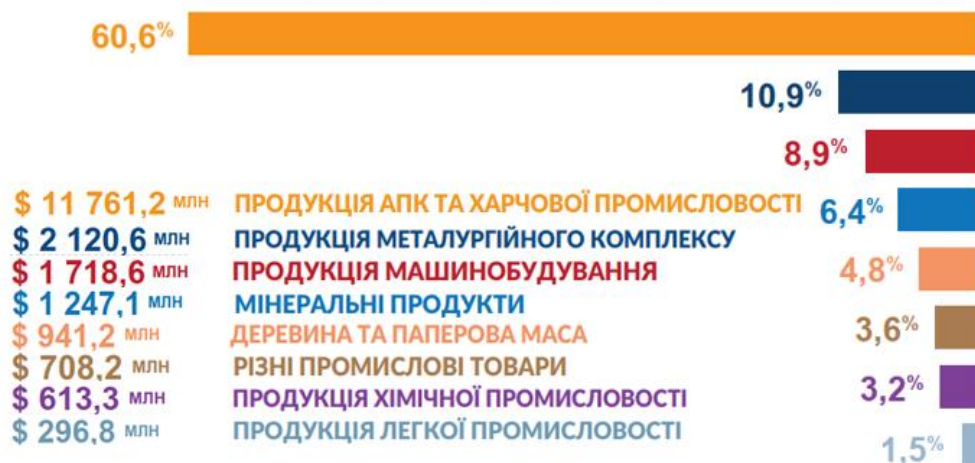 60,6%
10,9%
8,9%
$ 11 761,2 МЛН ПРОДУКЦІЯ АПК ТА ХАРЧОВОЇ ПРОМИСЛОВОСТІ 6,4%
$ 2 120,6 МЛН ПРОДУКЦІЯ МЕТАЛУРГІЙНОГО КОМПЛЕКСУ
$ 1 718,6 МЛН ПРОДУКЦІЯ МАШИНОБУДУВАННЯ 4,8%
$ 1 247,1 МЛН МІНЕРАЛЬНІ ПРОДУКТИ
$ 941,2 МЛН ДЕРЕВИНА ТА ПАПЕРОВА МАСА 3,6%
$ 708,2 МЛН РІЗНІ ПРОМИСЛОВІ ТОВАРИ
$ 613,3 МЛН ПРОДУКЦІЯ ХІМІЧНОЇ ПРОМИСЛОВОСТІ 3,2%
$ 296,8 МЛН ПРОДУКЦІЯ ЛЕГКОЇ ПРОМИСЛОВОСТІ 1,5%